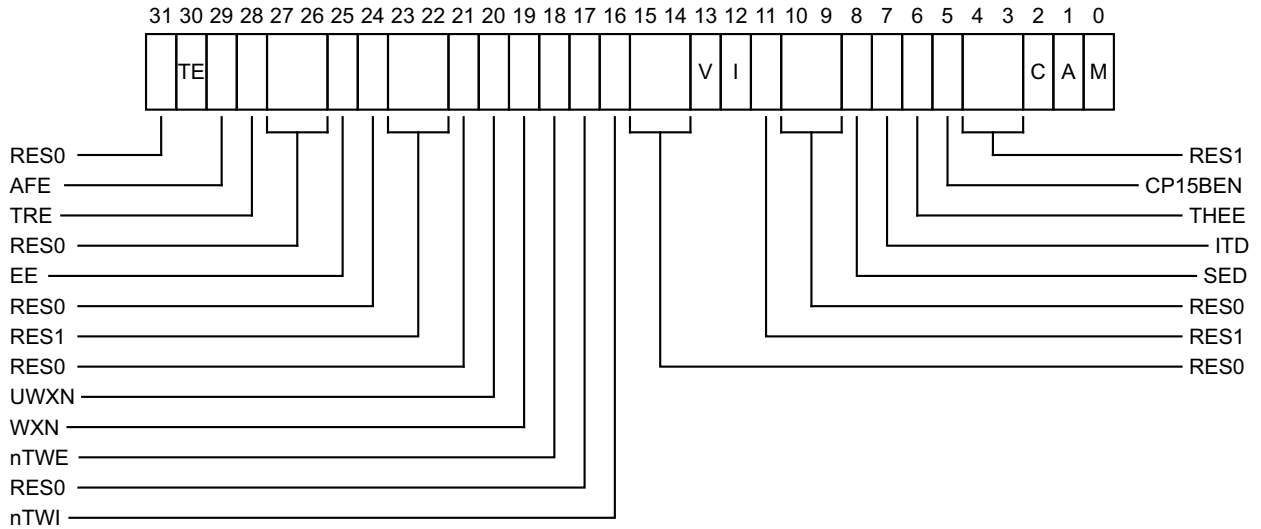 31 30 29 28 27 26 25 24 23 22 21 20 19 18 17 16 15 14 13 12 11 10 9 8 7 6 5 4 3 2 1 0
TE V I C A M
RES0 RES1
AFE CP15BEN
TRE THEE
RES0 ITD
EE SED
RES0 RES0
RES1 RES1
RES0 RES0
UWXN
WXN
nTWE
RES0
nTWI